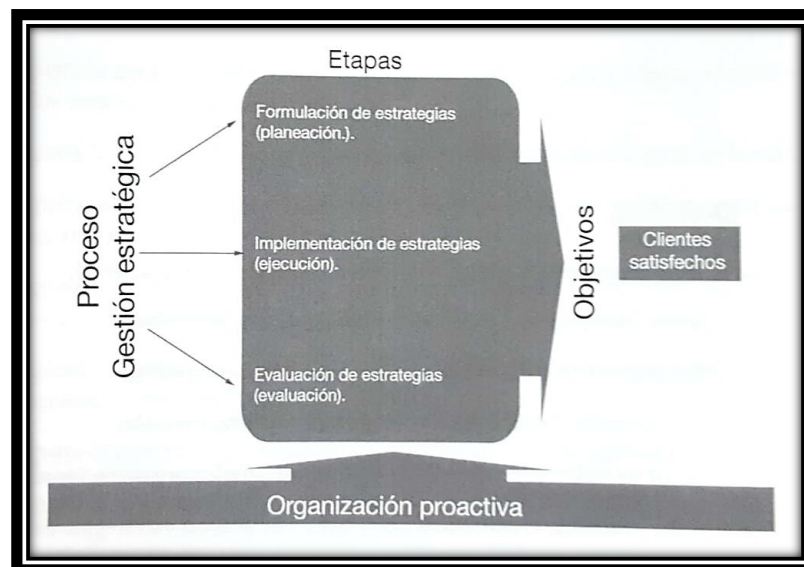 Etapas
Proceso
Gestión estratégica
Formulación de estrategias
(planeación.).
Implementación de estrategias
(ejecución).
Evaluación de estrategias
(evaluación).
Objetivos
Clientes
satisfechos
Organización proactiva